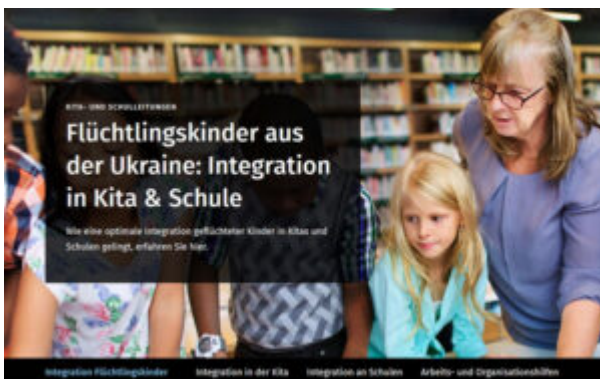 KITA- UND SCHULLEITUNGEN
Flüchtlingskinder aus
der Ukraine: Integration
in Kita & Schule
Wie eine optimale Integration geflüchteter Kinder in Kitas und
Schulen gelingt, erfahren Sie hier.
Integration Flüchtlingskinder Integration in der Kita Integration an Schulen Arbeits- und Organisationshilfen